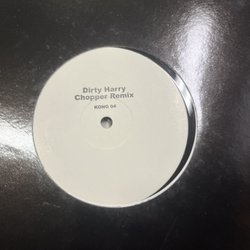 Dirty Harry
Chopper Remix
KONG 04